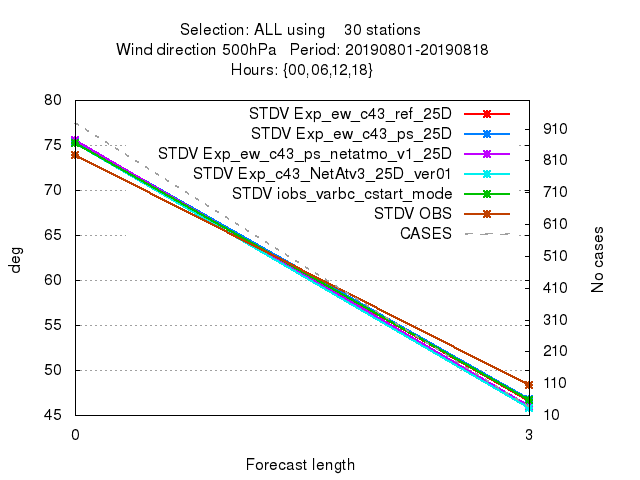 Selection: ALL using    30 stations
Wind direction 500hPa   Period: 20190801-20190818
Hours: {00,06,12,18}
STDV Exp_ew_c43_ref_25D
STDV Exp_ew_c43_ps_25D
STDV Exp_ew_c43_ps_netatmo_v1_25D
STDV Exp_c43_NetAtv3_25D_ver01
STDV iobs_varbc_cstart_mode
STDV OBS
CASES
80
75
70
65
60
55
50
45
deg
910
810
710
610
510
410
310
210
110
10
No cases
0
3
Forecast length